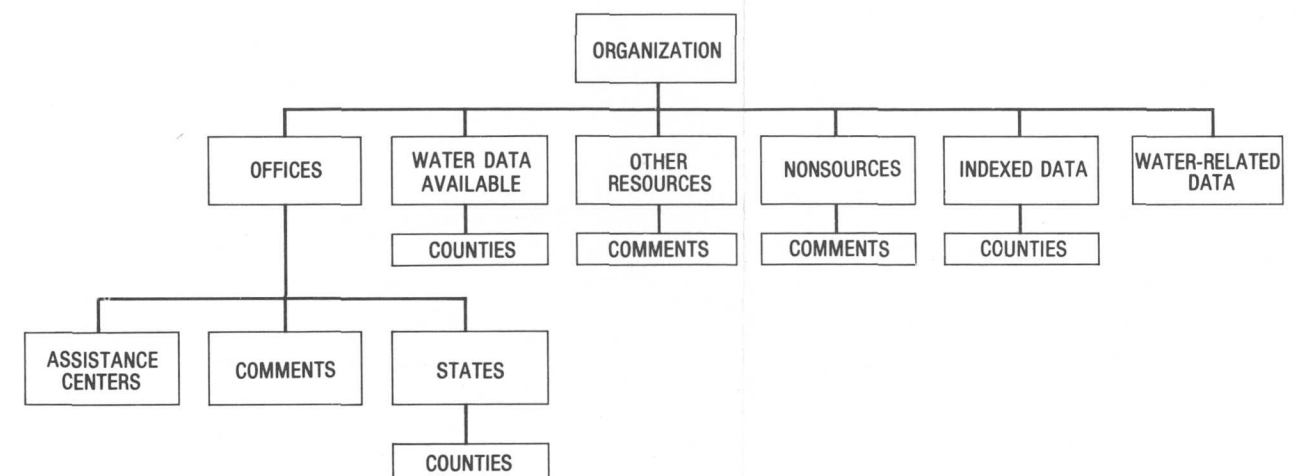 ORGANIZATION
OFFICES
WATER DATA
AVAILABLE
OTHER
RESOURCES
NONSOURCES
INDEXED DATA
WATER-RELATED
DATA
COUNTIES
COMMENTS
COMMENTS
COUNTIES
ASSISTANCE
CENTERS
COMMENTS
STATES
COUNTIES